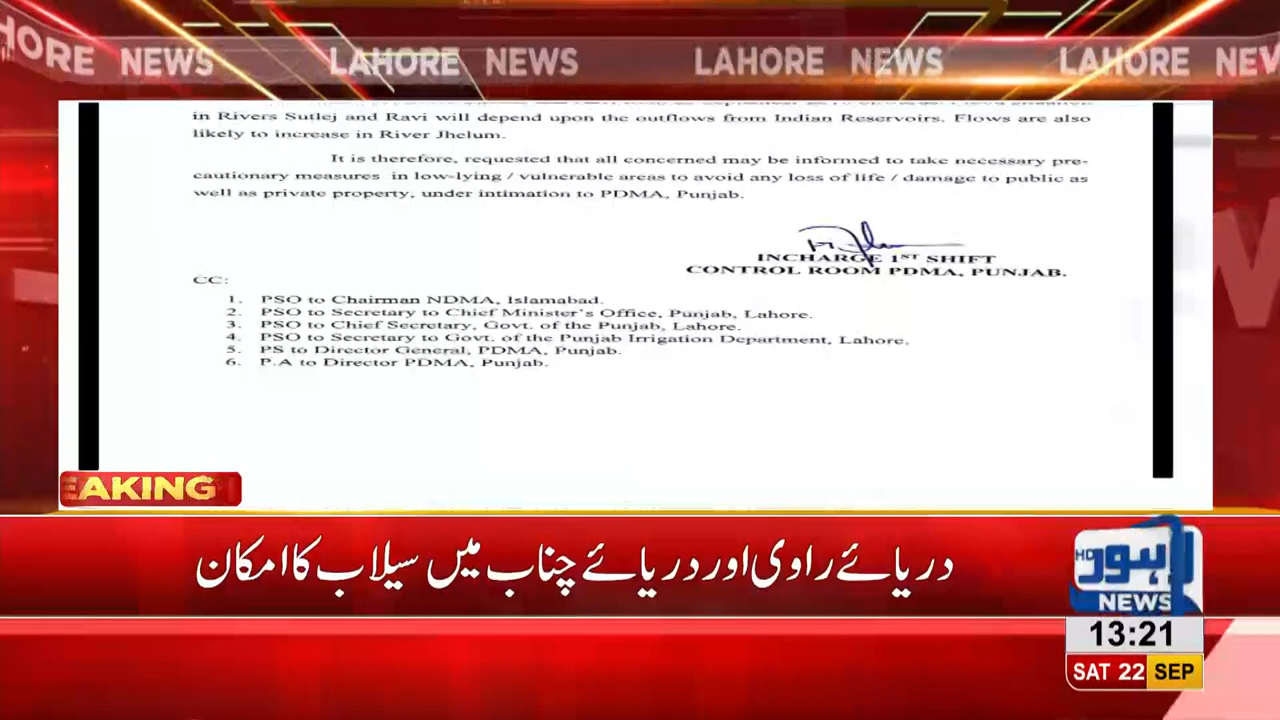 HORE NEWS LAHORE NEWS LAHORE NEWS LAHORE NEW
in Rivers Sutlej and Ravi will depend upon the outflows from Indian Reservoirs. Flows are also
likely to increase in River Jhelum.
It is therefore, requested that all concerned may be informed to take necessary pre-
cautionary measures in low-lying / vulnerable areas to avoid any loss of life / damage to public as
well as private property, under intimation to PDMA, Punjab.
INCHARGE 1ST SHIFT
CONTROL ROOM PDMA, PUNJAB.
CC:
1. PSO to Chairman NDMA, Islamabad.
2. PSO to Secretary to Chief Minister's Office, Punjab, Lahore.
3. PSO to Chief Secretary, Govt. of the Punjab, Lahore.
4. PSO to Secretary to Govt. of the Punjab Irrigation Department, Lahore.
5. PS to Director General, PDMA, Punjab.
6. P.A to Director PDMA, Punjab.
EAKING
دریائے راوی اور دریائے چناب میں سیلاب کا امکان
HD
لاہور
NEWS
13:21
SAT 22 SEP